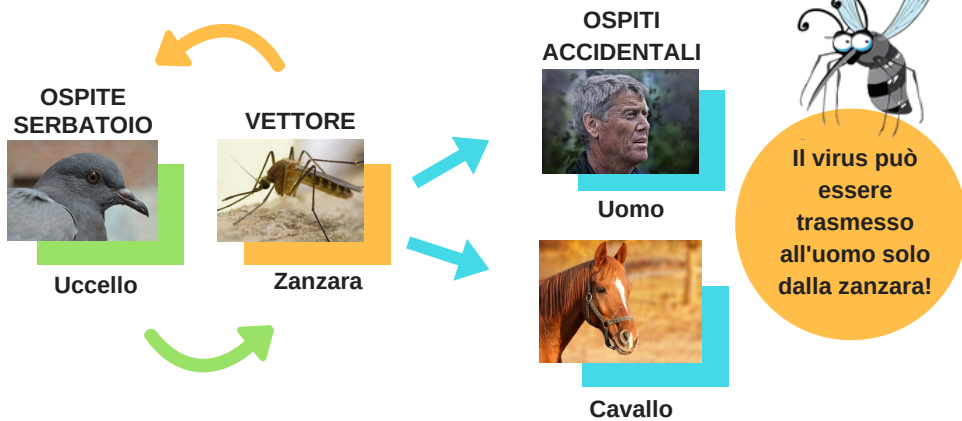 OSPITE
SERBATOIO
Uccello
VETTORE
Zanzara
OSPITI
ACCIDENTALI
Uomo
Cavallo
Il virus può
essere
trasmesso
all'uomo solo
dalla zanzara!